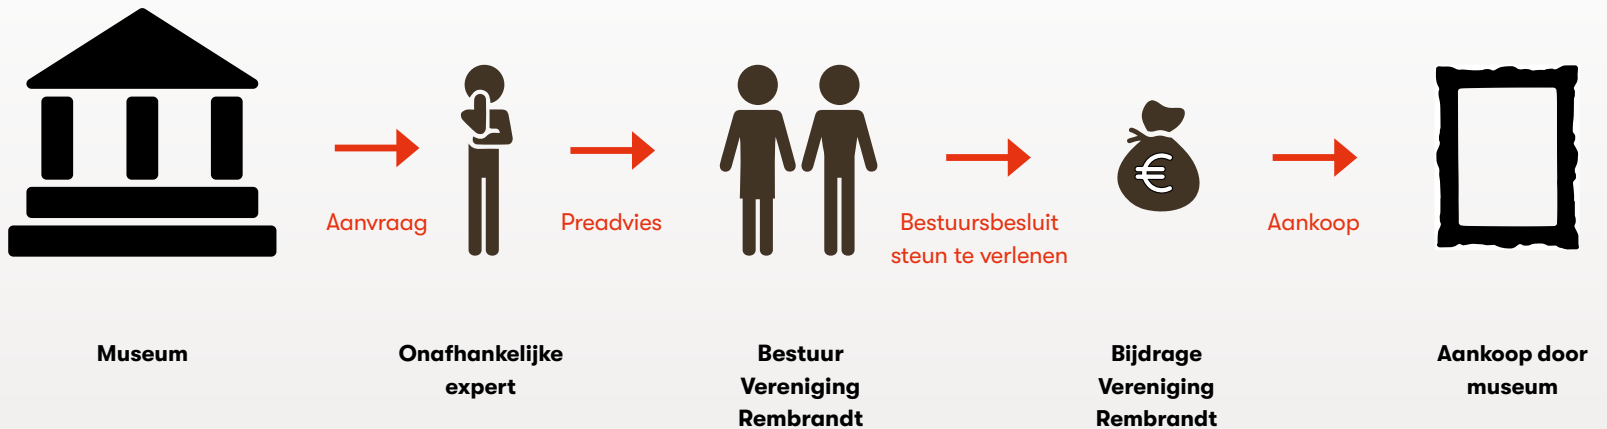 Aanvraag
Preadvies
Bestuursbesluit
steun te verlenen
€
Aankoop
Museum
Onafhankelijke
expert
Bestuur
Vereniging
Rembrandt
Bijdrage
Vereniging
Rembrandt
Aankoop door
museum